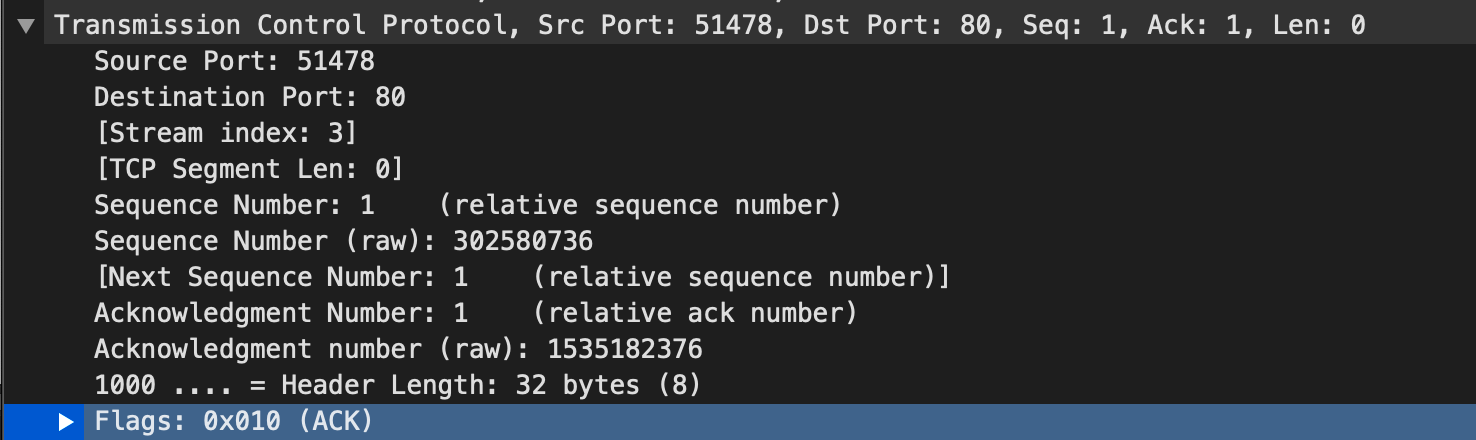 Transmission Control Protocol, Src Port: 51478, Dst Port: 80, Seq: 1, Ack: 1, Len: 0
Source Port: 51478
Destination Port: 80
[Stream index: 3]
[TCP Segment Len: 0]
Sequence Number: 1    (relative sequence number)
Sequence Number (raw): 302580736
[Next Sequence Number: 1    (relative sequence number)]
Acknowledgment Number: 1    (relative ack number)
Acknowledgment number (raw): 1535182376
1000 .... = Header Length: 32 bytes (8)
Flags: 0x010 (ACK)